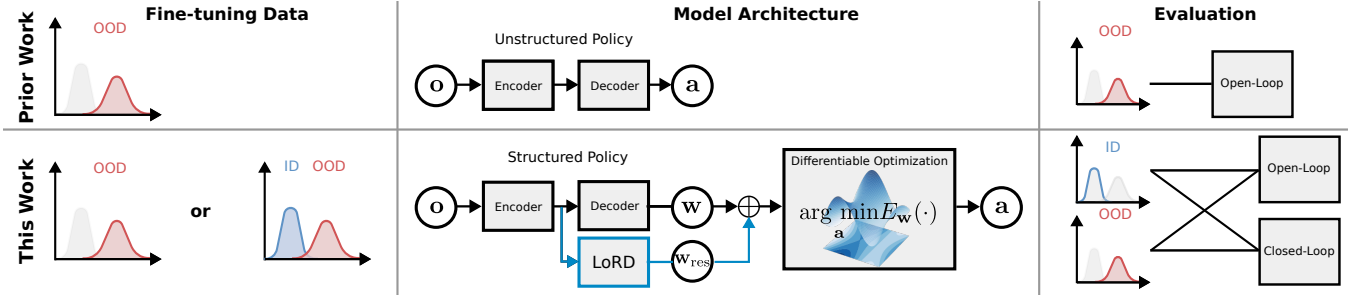 Fine-tuning Data
Model Architecture
Evaluation
Prior Work
OOD
Unstructured Policy
o
Encoder
Decoder
a
OOD
Open-Loop
This Work
OOD
or
ID OOD
Structured Policy
o
Encoder
Decoder
w
LoRD
w_res
Differentiable Optimization
arg min E_w(·)
a
a
ID
OOD
Open-Loop
Closed-Loop